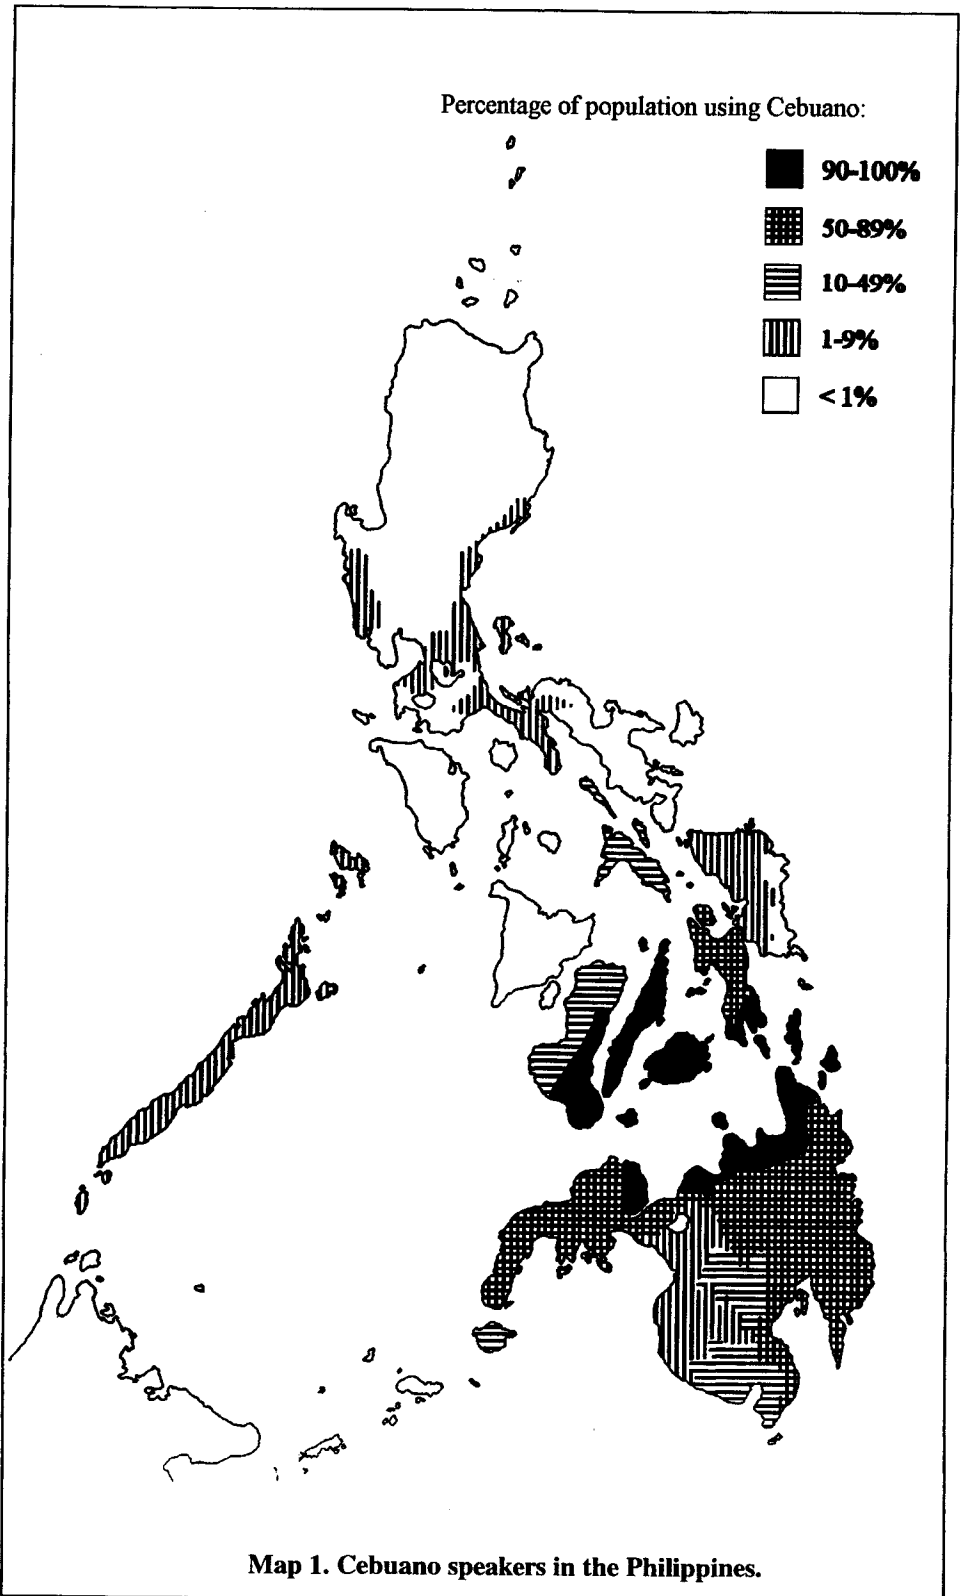 Percentage of population using Cebuano:
90-100%
50-89%
10-49%
1-9%
< 1%
Map 1. Cebuano speakers in the Philippines.